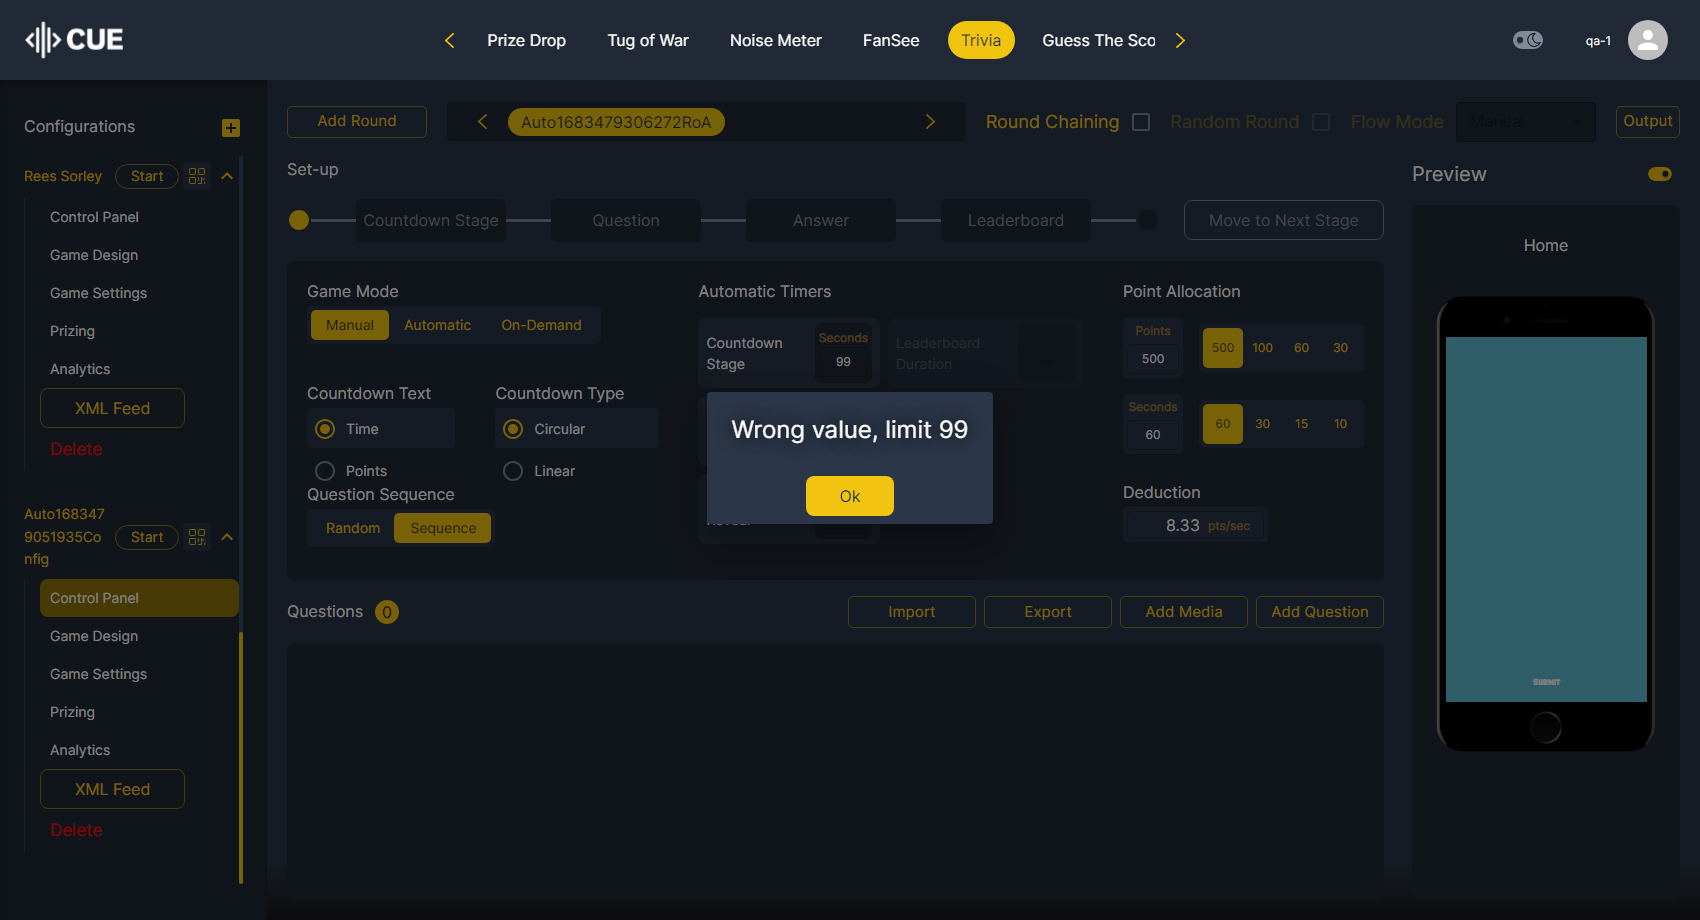 CUE
Prize Drop
Tug of War
Noise Meter
FanSee
Trivia
Guess The Sco
qa-1
Configurations
Rees Sorley
Start
Control Panel
Game Design
Game Settings
Prizing
Analytics
XML Feed
Delete
Auto168347
9051935Co
nfig
Start
Control Panel
Game Design
Game Settings
Prizing
Analytics
XML Feed
Delete
Add Round
Auto1683479306272RoA
Round Chaining
Random Round
Flow Mode
Manual
Output
Set-up
Countdown Stage
Question
Answer
Leaderboard
Move to Next Stage
Game Mode
Manual
Automatic
On-Demand
Countdown Text
Time
Points
Countdown Type
Circular
Linear
Question Sequence
Random
Sequence
Automatic Timers
Countdown
Stage
Seconds
99
Leaderboard
Duration
Wrong value, limit 99
Ok
Point Allocation
Points
500
500
100
60
30
Seconds
60
60
30
15
10
Deduction
8.33 pts/sec
Questions
0
Import
Export
Add Media
Add Question
Preview
Home
SUBMIT